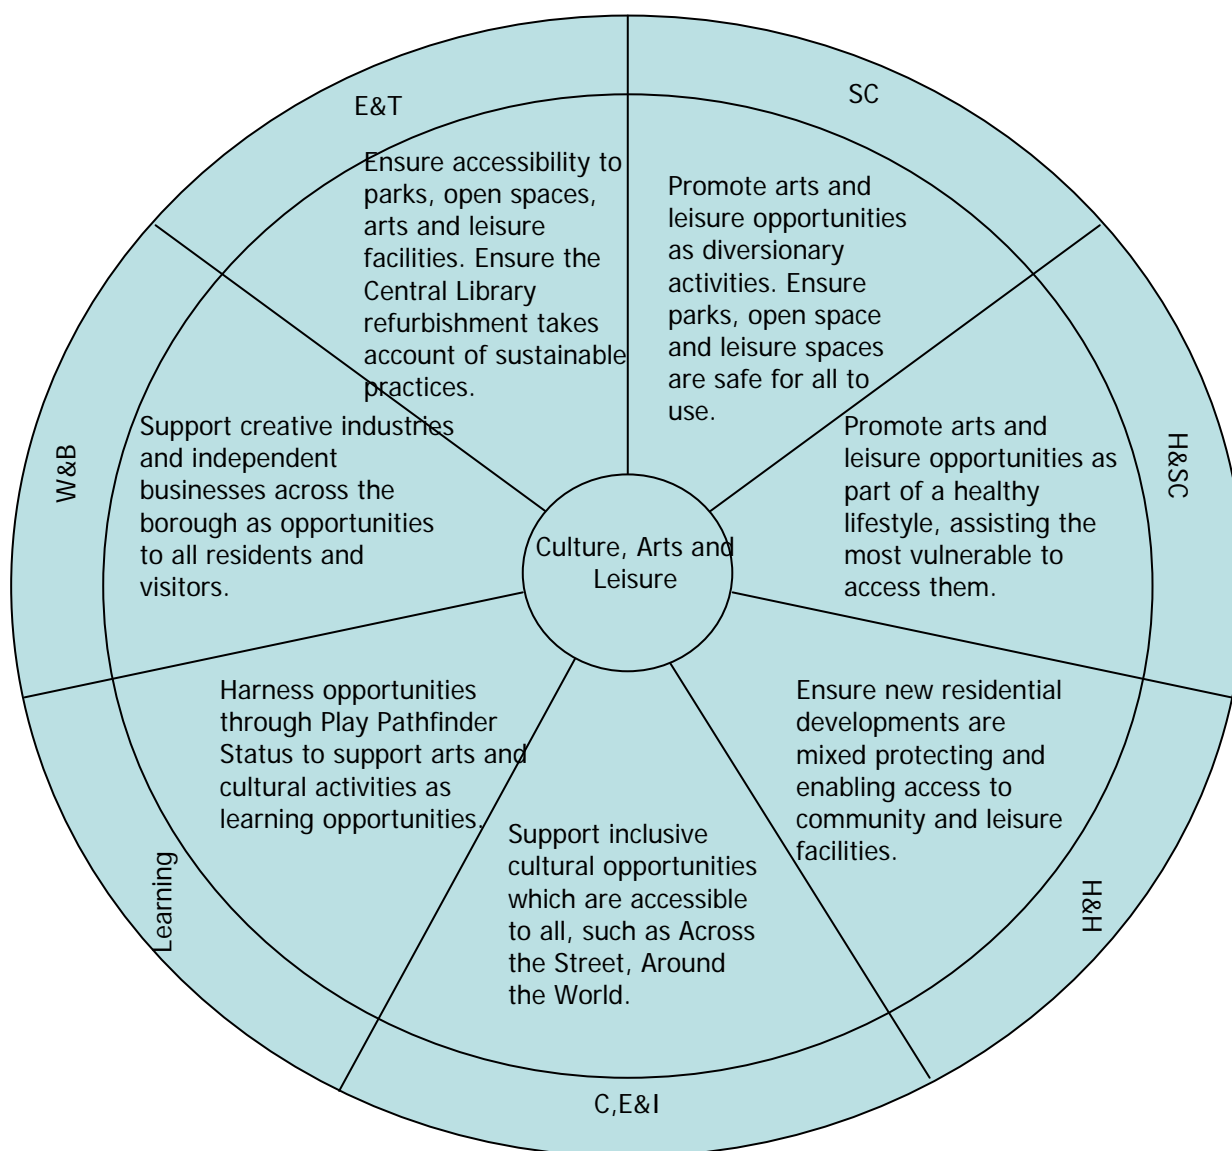 E&T
Ensure accessibility to
parks, open spaces,
arts and leisure
facilities. Ensure the
Central Library
refurbishment takes
account of sustainable
practices.
SC
Promote arts and
leisure opportunities
as diversionary
activities. Ensure
parks, open space
and leisure spaces
are safe for all to
use.
H&SC
Promote arts and
leisure opportunities as
part of a healthy
lifestyle, assisting the
most vulnerable to
access them.
H&H
Ensure new residential
developments are
mixed protecting and
enabling access to
community and leisure
facilities.
C,E&I
Support inclusive
cultural opportunities
which are accessible
to all, such as Across
the Street, Around
the World.
Learning
Harness opportunities
through Play Pathfinder
Status to support arts and
cultural activities as
learning opportunities.
W&B
Support creative industries
and independent
businesses across the
borough as opportunities
to all residents and
visitors.
Culture, Arts and
Leisure